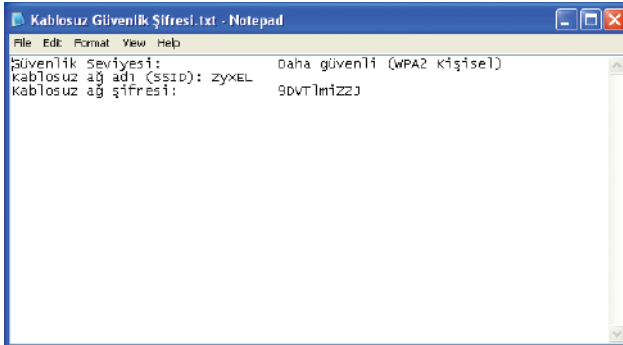 Kablosuz Güvenlik Şifresi.txt - Notepad
File Edit Format View Help
Güvenlik Seviyesi: Daha güvenli (WPA2 Kişisel)
Kablosuz ağ adı (SSID): ZyXEL
Kablosuz ağ şifresi: